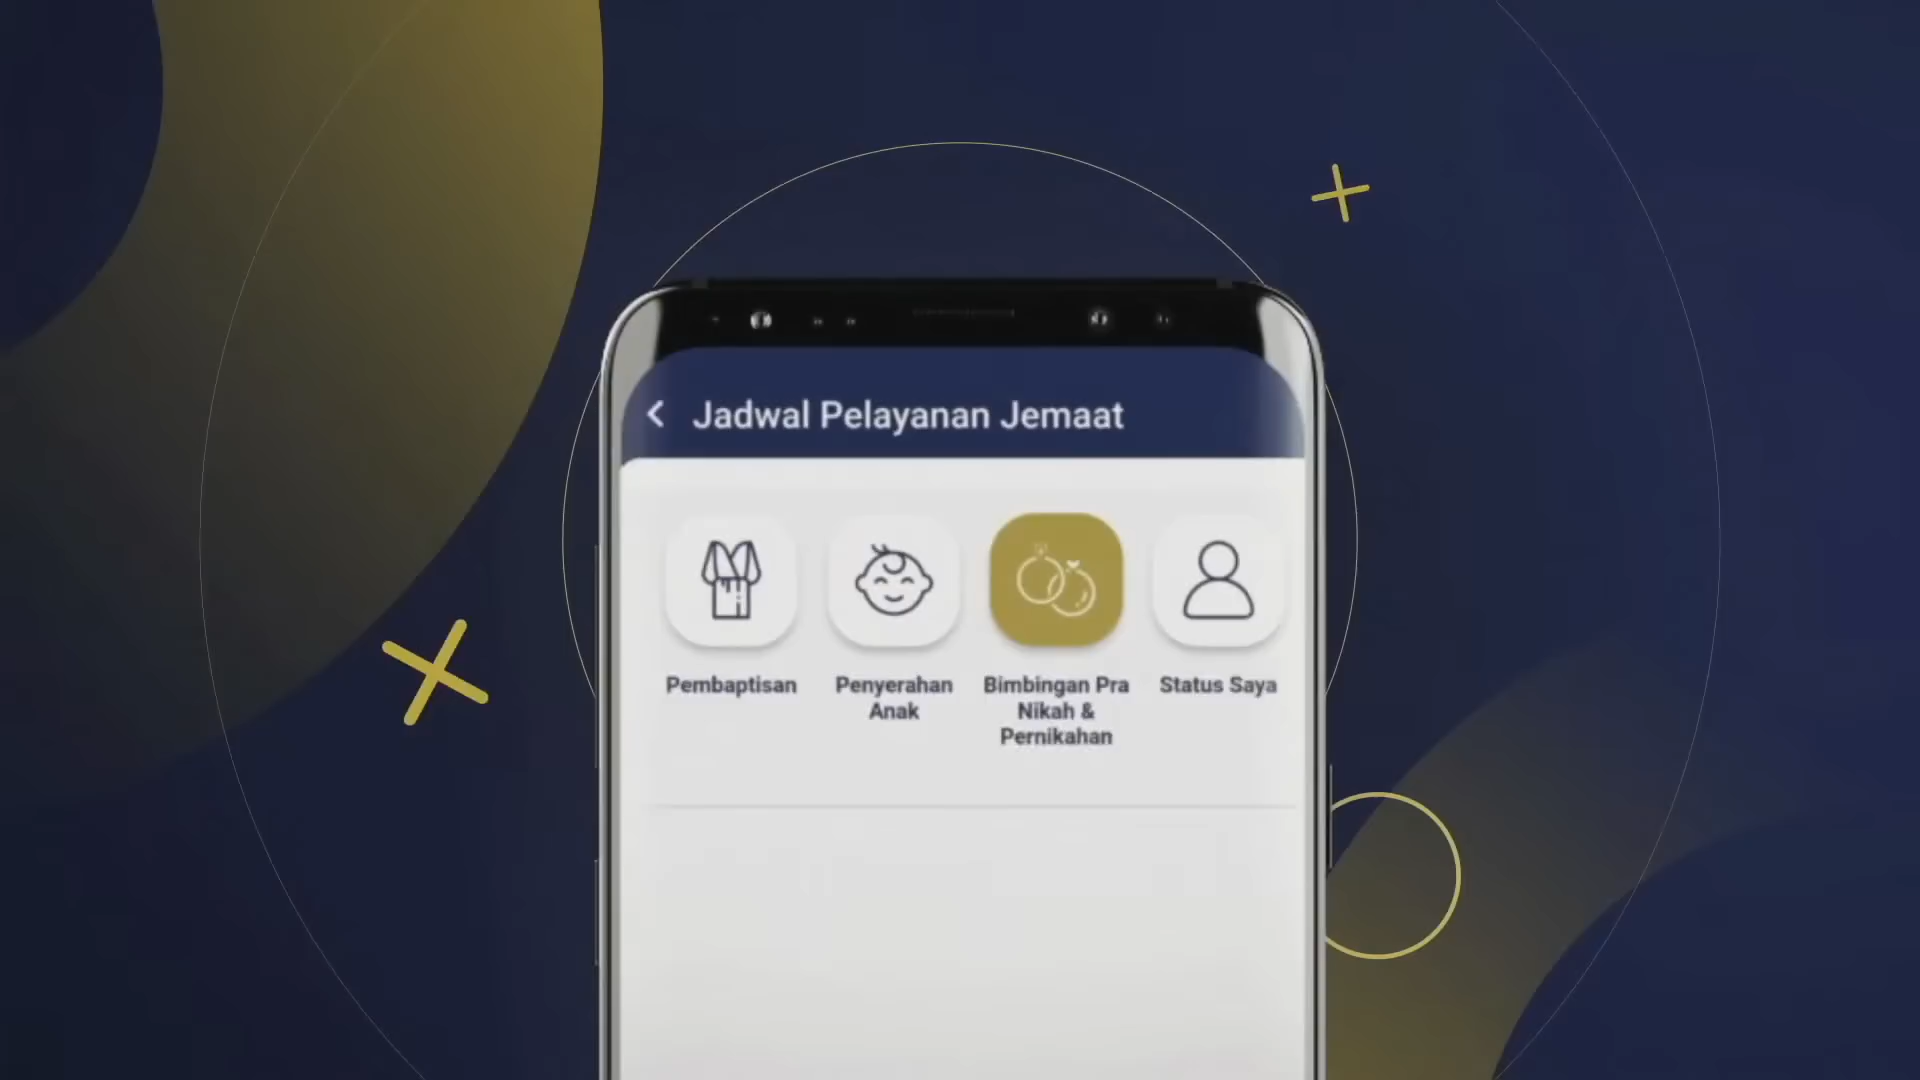 Jadwal Pelayanan Jemaat
Pembaptisan
Penyerahan
Anak
Bimbingan Pra
Nikah &
Pernikahan
Status Saya